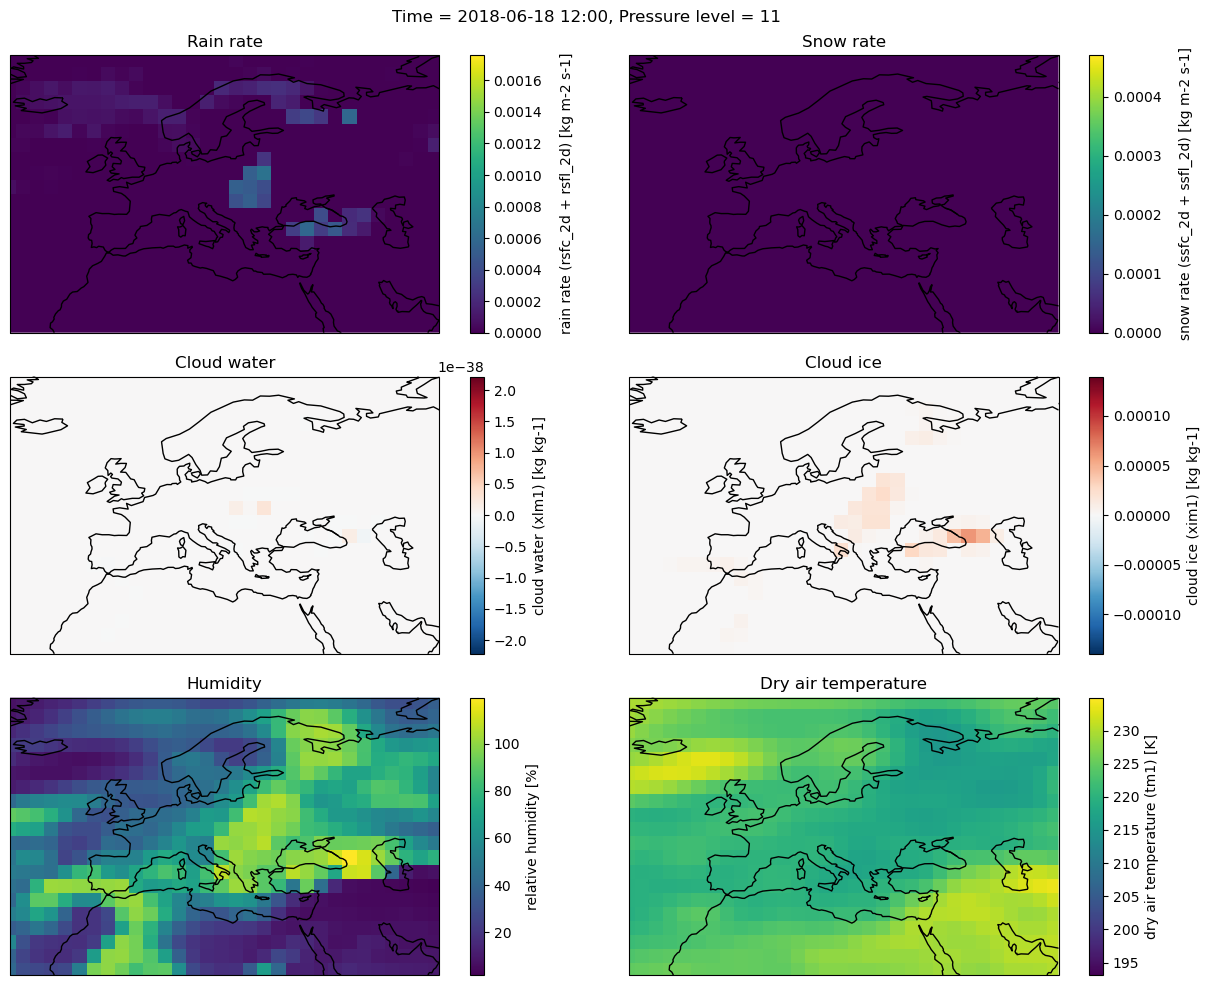 Time = 2018-06-18 12:00, Pressure level = 11
Rain rate
0.0016
0.0014
0.0012
0.0010
0.0008
0.0006
0.0004
0.0002
0.0000
rain rate (rsfc_2d + rsfl_2d) [kg m-2 s-1]
Snow rate
0.0004
0.0003
0.0002
0.0001
0.0000
snow rate (ssfc_2d + ssfl_2d) [kg m-2 s-1]
Cloud water
1e−38
2.0
1.5
1.0
0.5
0.0
−0.5
−1.0
−1.5
−2.0
cloud water (xlm1) [kg kg-1]
Cloud ice
0.00010
0.00005
0.00000
−0.00005
−0.00010
cloud ice (xim1) [kg kg-1]
Humidity
100
80
60
40
20
relative humidity [%]
Dry air temperature
230
225
220
215
210
205
200
195
dry air temperature (tm1) [K]